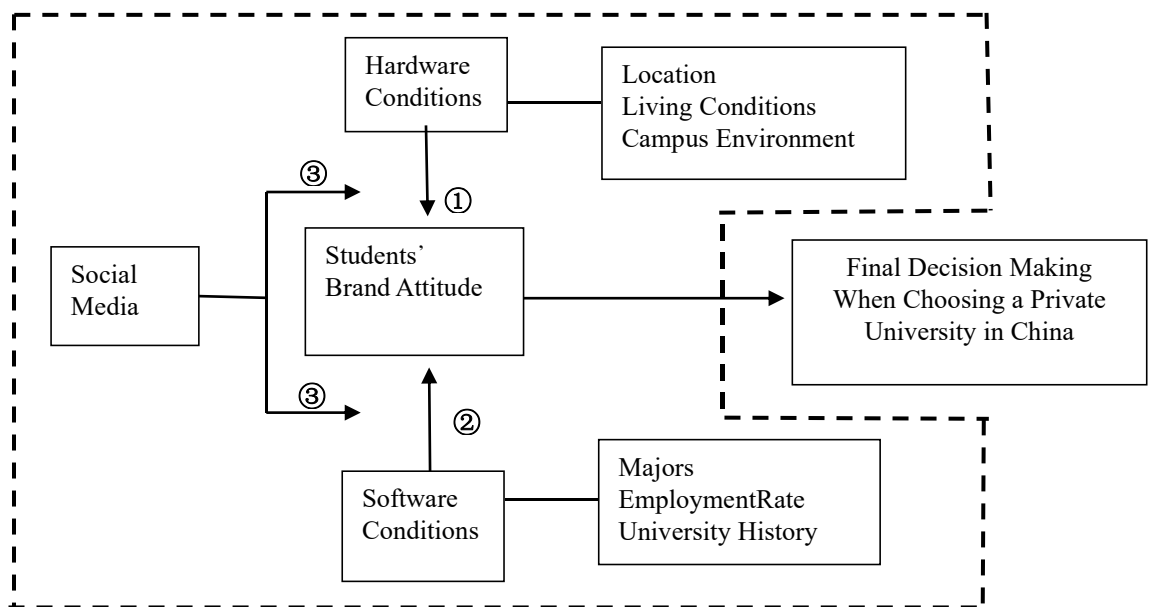 Hardware
Conditions
Location
Living Conditions
Campus Environment
③
①
Social
Media
Students’
Brand Attitude
Final Decision Making
When Choosing a Private
University in China
③
②
Software
Conditions
Majors
EmploymentRate
University History